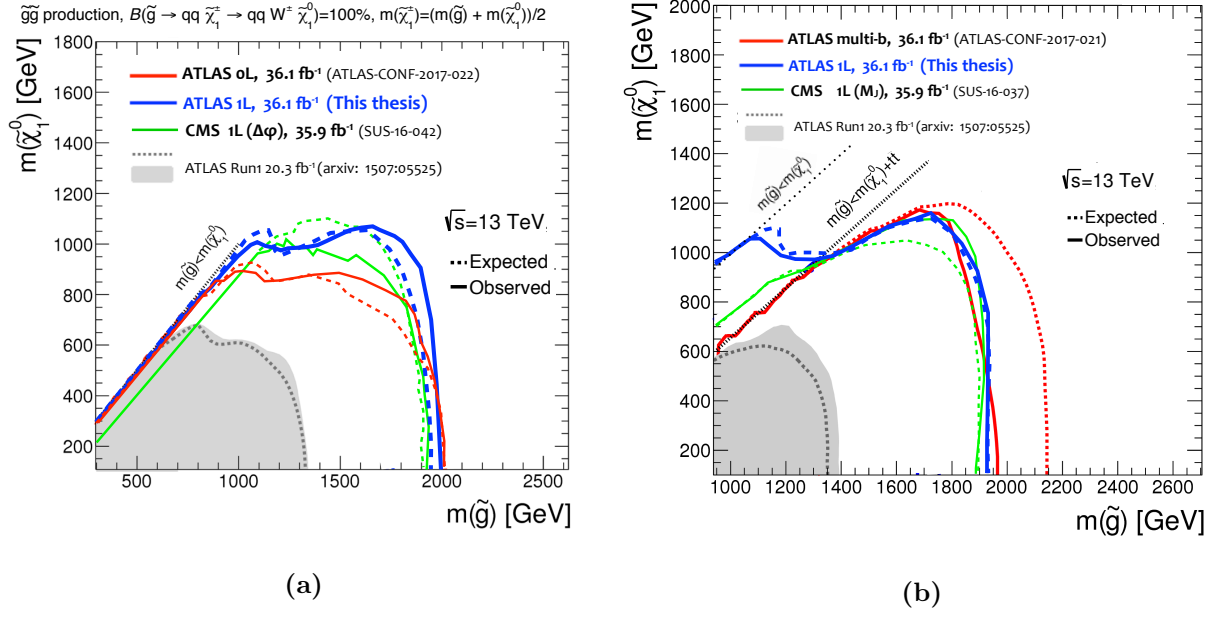 g̃g̃ production, B(g̃ → qq χ̃₁^± → qq W^± χ̃₁⁰)=100%, m(χ̃₁^±)=(m(g̃) + m(χ̃₁⁰))/2
m(χ̃₁⁰) [GeV]
1800
1600
1400
1200
1000
800
600
400
200
ATLAS 0L, 36.1 fb⁻¹ (ATLAS-CONF-2017-022)
ATLAS 1L, 36.1 fb⁻¹ (This thesis)
CMS 1L (Δφ), 35.9 fb⁻¹ (SUS-16-042)
ATLAS Run1 20.3 fb⁻¹ (arxiv: 1507:05525)
m(g̃)<m(χ̃₁⁰)
√s=13 TeV
Expected
Observed
500 1000 1500 2000 2500
m(g̃) [GeV]
(a)
m(χ̃₁⁰) [GeV]
2000
1800
1600
1400
1200
1000
800
600
400
200
ATLAS multi-b, 36.1 fb⁻¹ (ATLAS-CONF-2017-021)
ATLAS 1L, 36.1 fb⁻¹ (This thesis)
CMS 1L (MJ), 35.9 fb⁻¹ (SUS-16-037)
ATLAS Run1 20.3 fb⁻¹ (arxiv: 1507:05525)
m(g̃)<m(χ̃₁⁰)
m(g̃)<m(χ̃₁⁰)+tt
√s=13 TeV
Expected
Observed
1000 1200 1400 1600 1800 2000 2200 2400 2600
m(g̃) [GeV]
(b)